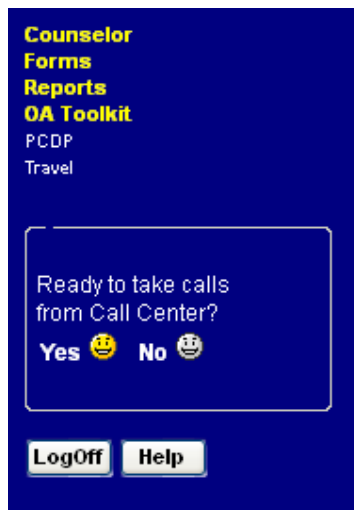 Counselor
Forms
Reports
OA Toolkit
PCDP
Travel
Ready to take calls
from Call Center?
Yes No
LogOff Help